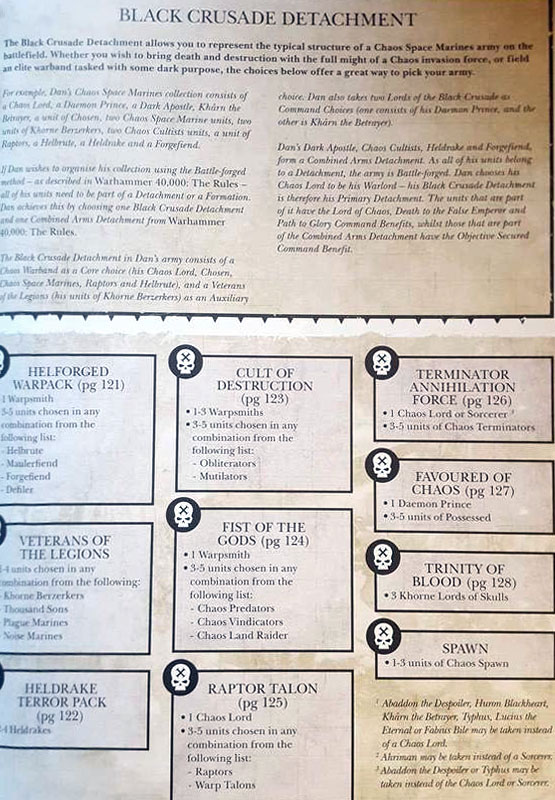 BLACK CRUSADE DETACHMENT
The Black Crusade Detachment allows you to represent the typical structure of a Chaos Space Marines army on the
battlefield. Whether you wish to bring death and destruction with the full might of a Chaos invasion force, or field
an elite warband tasked with some dark purpose, the choices below offer a great way to pick your army.
For example, Dan's Chaos Space Marines collection consists of
a Chaos Lord, a Daemon Prince, a Dark Apostle, Khârn the
Betrayer, a unit of Chosen, two Chaos Space Marine units, two
units of Khorne Berzerkers, two Chaos Cultists units, a unit of
Raptors, a Helbrute, a Heldrake and a Forgefiend.
If Dan wishes to organise his collection using the Battle-forged
method – as described in Warhammer 40,000: The Rules –
all of his units need to be part of a Detachment or a Formation.
Dan achieves this by choosing one Black Crusade Detachment
and one Combined Arms Detachment from Warhammer
40,000: The Rules.
The Black Crusade Detachment in Dan's army consists of a
Chaos Warband as a Core choice (his Chaos Lord, Chosen,
Chaos Space Marines, Raptors and Helbrute), and a Veterans
of the Legions (his units of Khorne Berzerkers) as an Auxiliary
choice. Dan also takes two Lords of the Black Crusade as
Command Choices (one consists of his Daemon Prince, and the
other is Khârn the Betrayer).
Dan's Dark Apostle, Chaos Cultists, Heldrake and Forgefiend,
form a Combined Arms Detachment. As all of his units belong
to a Detachment, the army is Battle-forged. Dan chooses his
Chaos Lord to be his Warlord – his Black Crusade Detachment
is therefore his Primary Detachment. The units that are part
of it have the Lord of Chaos, Death to the False Emperor and
Path to Glory Command Benefits, whilst those that are part
of the Combined Arms Detachment have the Objective Secured
Command Benefit.
HELFORGED
WARPACK (pg 121)
1 Warpsmith
3-5 units chosen in any
combination from the
following list:
- Helbrute
- Maulerfiend
- Forgefiend
- Defiler
VETERANS OF
THE LEGIONS
-4 units chosen in any
combination from the following:
- Khorne Berzerkers
- Thousand Sons
- Plague Marines
- Noise Marines
HELDRAKE
TERROR PACK
(pg 122)
-4 Heldrakes
CULT OF
DESTRUCTION
(pg 123)
• 1-3 Warpsmiths
• 3-5 units chosen in any
combination from the
following list:
- Obliterators
- Mutilators
FIST OF THE
GODS (pg 124)
• 1 Warpsmith
• 3-5 units chosen in any
combination from the
following list:
- Chaos Predators
- Chaos Vindicators
- Chaos Land Raider
RAPTOR TALON
(pg 125)
• 1 Chaos Lord
• 3-5 units chosen in any
combination from the
following list:
- Raptors
- Warp Talons
TERMINATOR
ANNIHILATION
FORCE (pg 126)
• 1 Chaos Lord or Sorcerer ³
• 3-5 units of Chaos Terminators
FAVOURED OF
CHAOS (pg 127)
• 1 Daemon Prince
• 3-5 units of Possessed
TRINITY OF
BLOOD (pg 128)
• 3 Khorne Lords of Skulls
SPAWN
• 1-3 units of Chaos Spawn
¹ Abaddon the Despoiler, Huron Blackheart,
Khârn the Betrayer, Typhus, Lucius the
Eternal or Fabius Bile may be taken instead
of a Chaos Lord.
² Ahriman may be taken instead of a Sorcerer.
³ Abaddon the Despoiler or Typhus may be
taken instead of the Chaos Lord or Sorcerer.